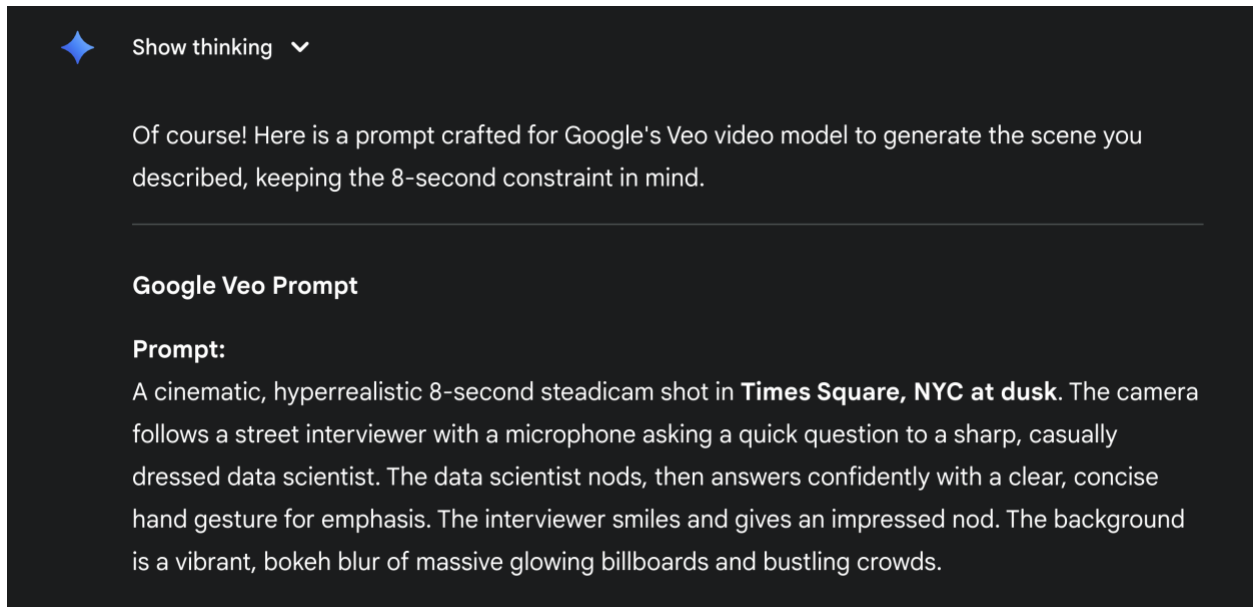 Show thinking
Of course! Here is a prompt crafted for Google's Veo video model to generate the scene you
described, keeping the 8-second constraint in mind.
Google Veo Prompt
Prompt:
A cinematic, hyperrealistic 8-second steadicam shot in Times Square, NYC at dusk. The camera
follows a street interviewer with a microphone asking a quick question to a sharp, casually
dressed data scientist. The data scientist nods, then answers confidently with a clear, concise
hand gesture for emphasis. The interviewer smiles and gives an impressed nod. The background
is a vibrant, bokeh blur of massive glowing billboards and bustling crowds.